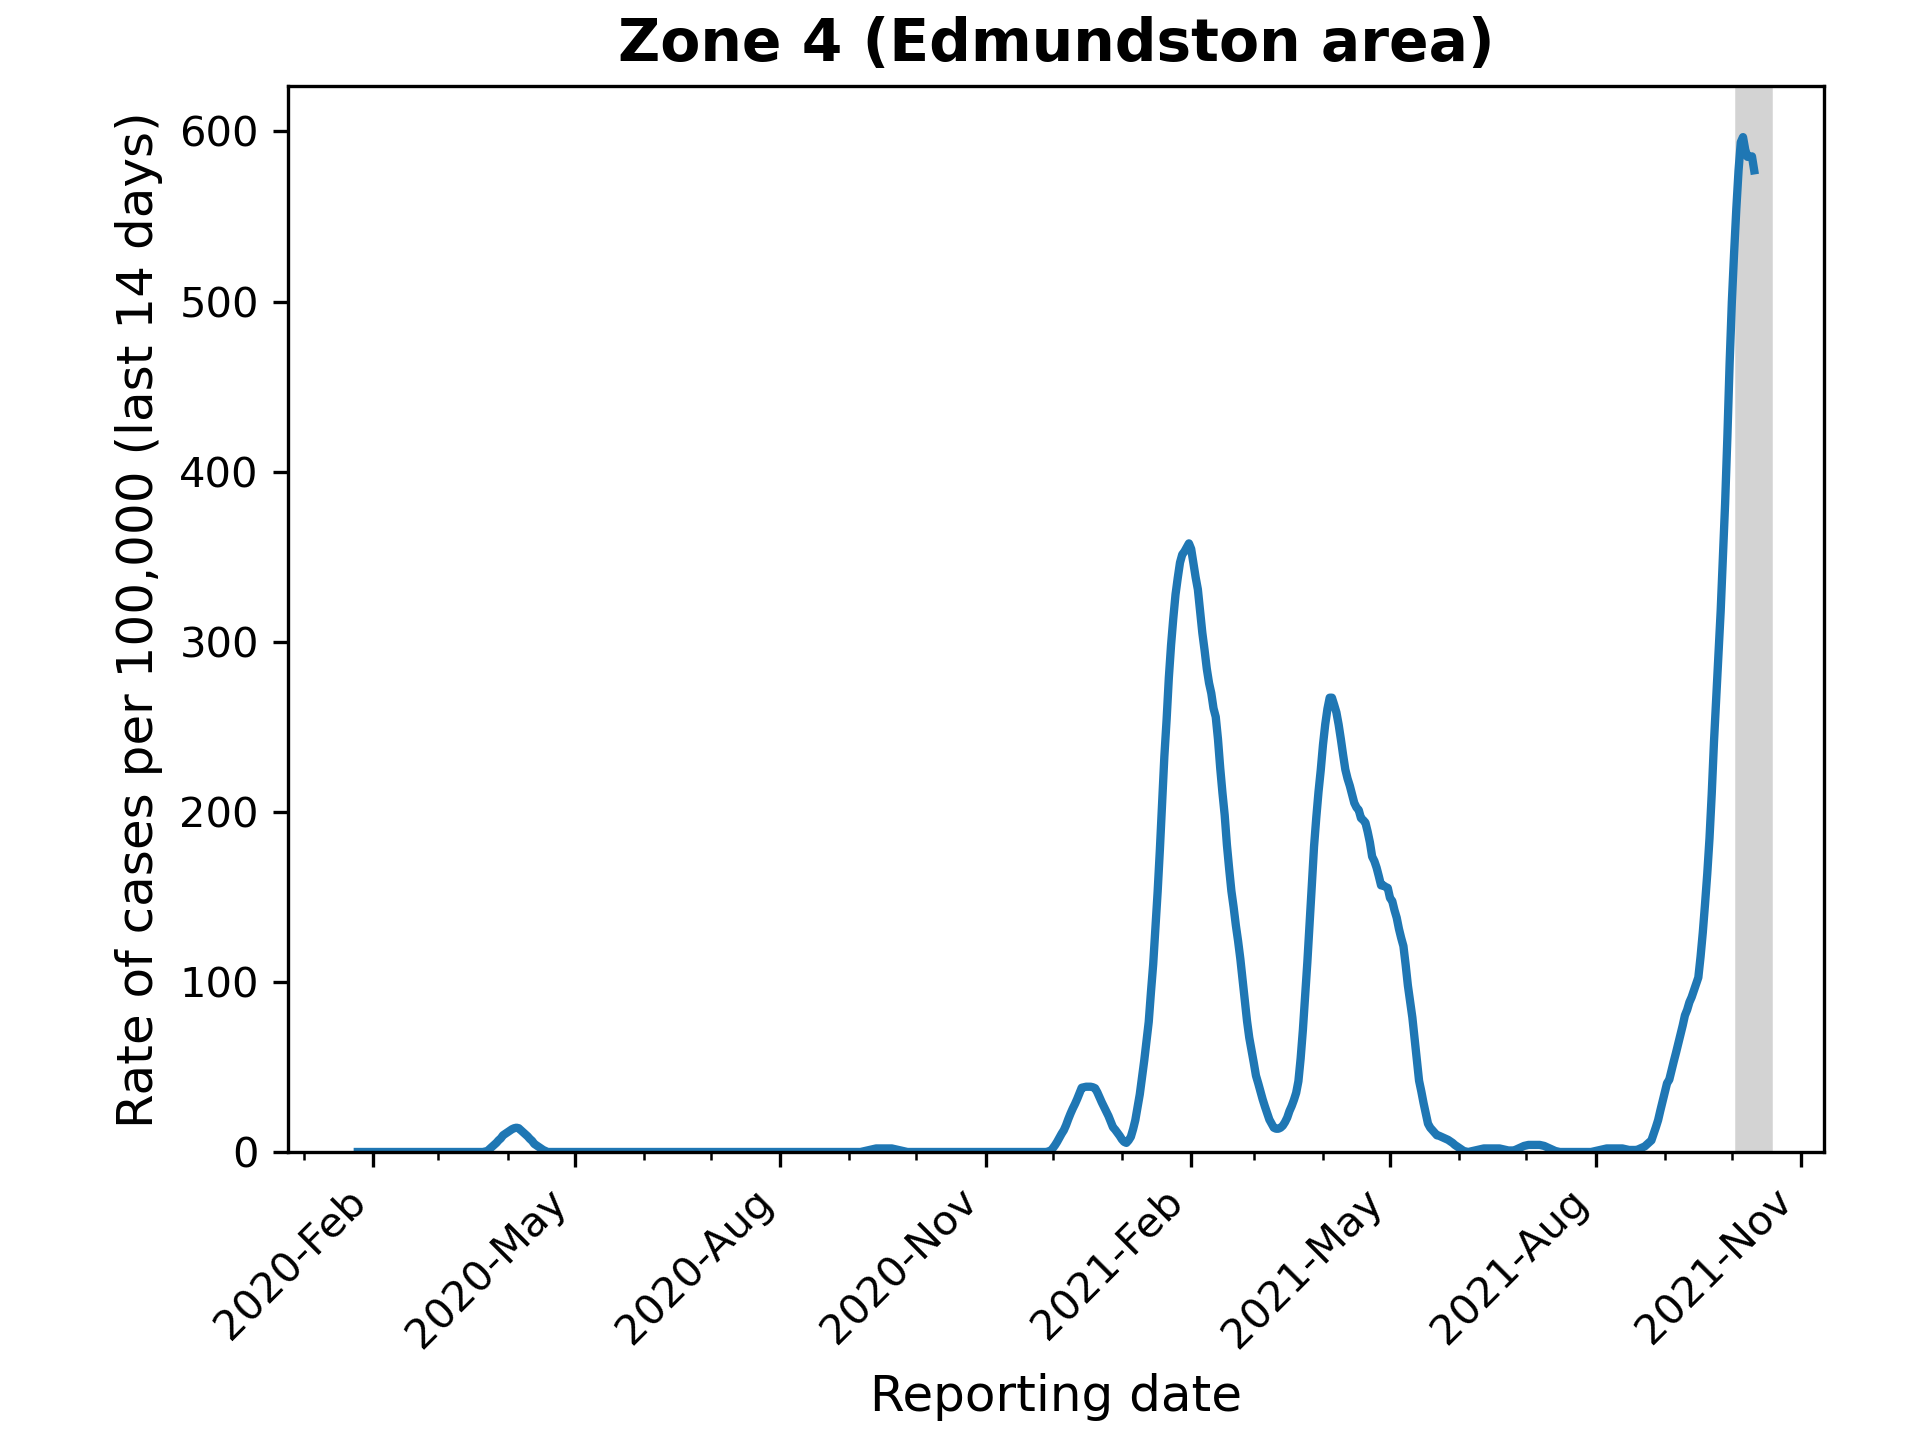 Zone 4 (Edmundston area)
Rate of cases per 100,000 (last 14 days)
600
500
400
300
200
100
0
2020-Feb
2020-May
2020-Aug
2020-Nov
2021-Feb
2021-May
2021-Aug
2021-Nov
Reporting date